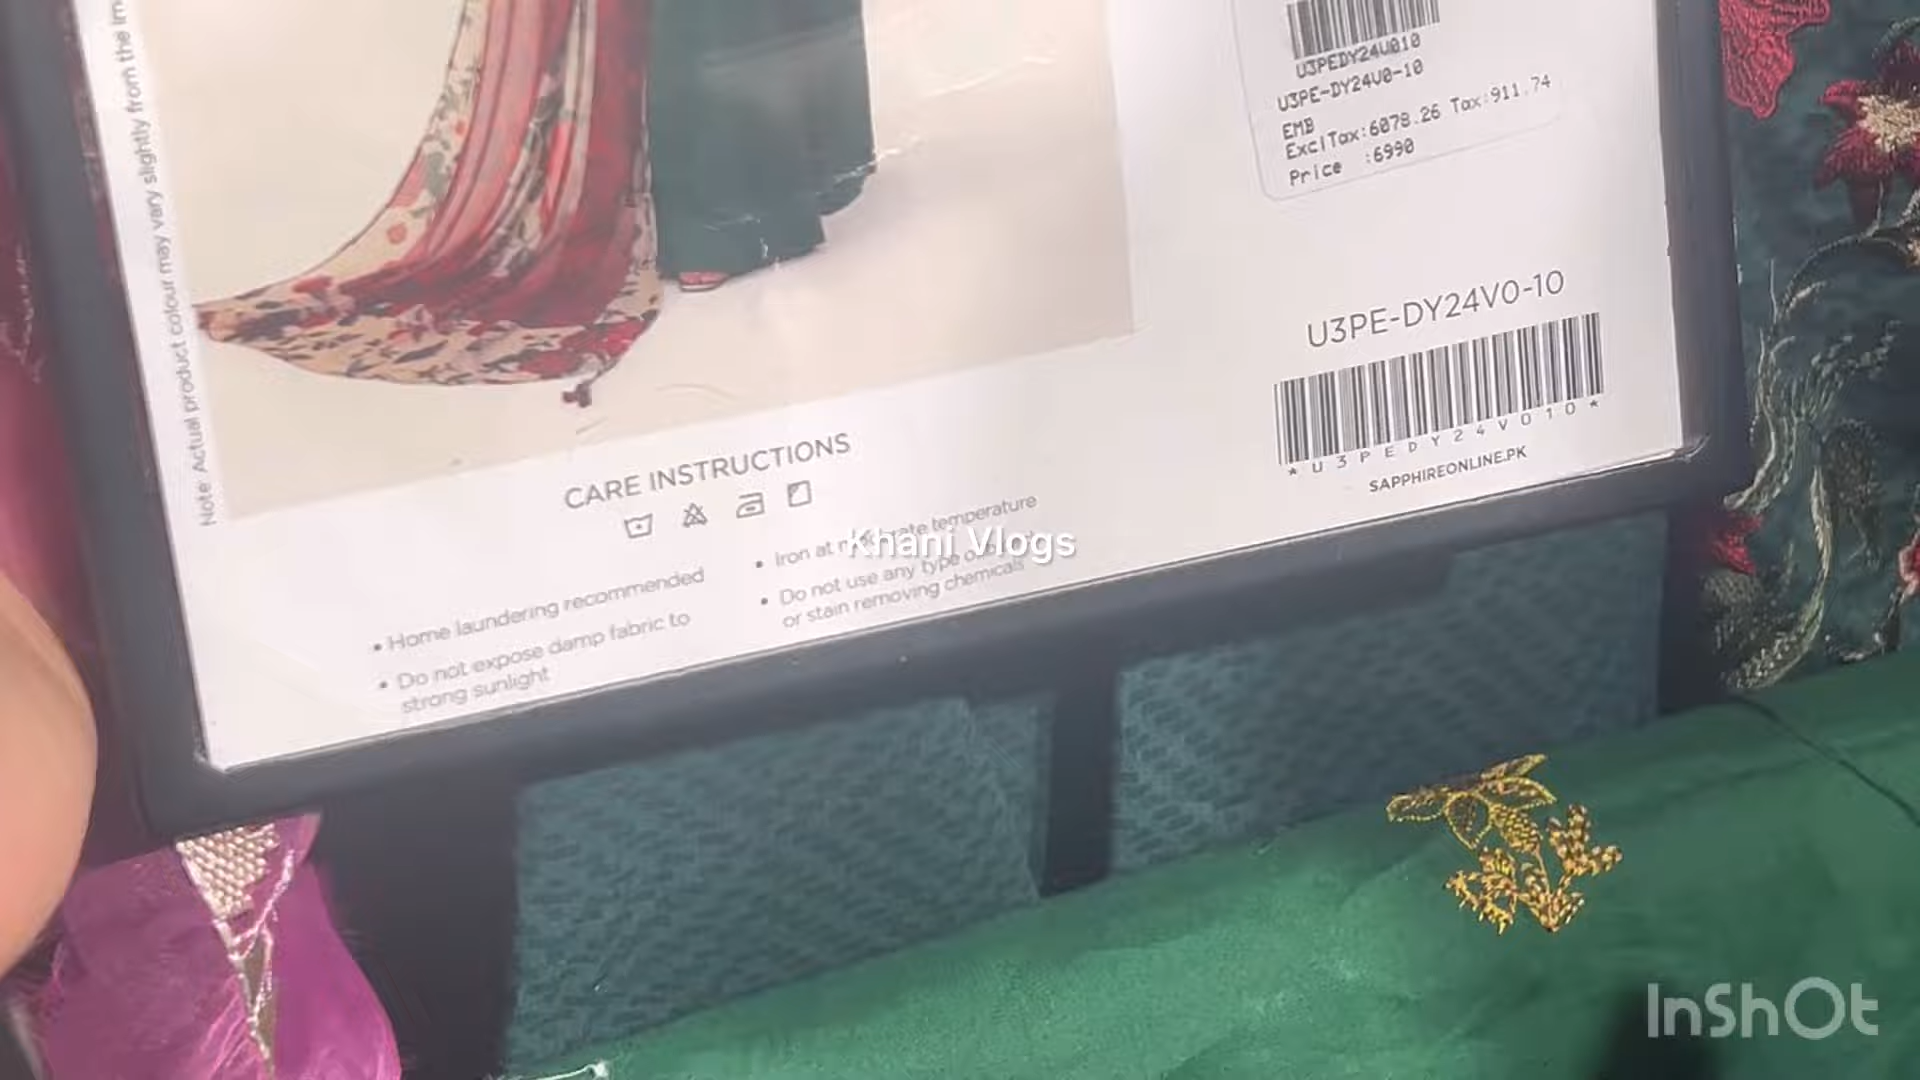 Note: Actual product colour may vary slightly from the im
U3PEDY24V010
U3PE-DY24V0-10
EMB
ExclTax:6078.26 Tax:911.74
Price :6990
U3PE-DY24V0-10
*U3PEDY24V010*
SAPPHIREONLINE.PK
CARE INSTRUCTIONS
• Home laundering recommended
• Do not expose damp fabric to
strong sunlight
• Iron at temperature
• Do not use any type
or stain removing chemicals
Khani Vlogs
InShOt